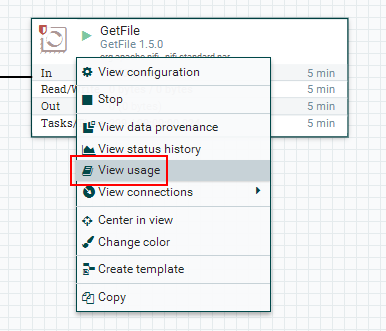 GetFile
GetFile 1.5.0
org.apache.nifi - nifi-standard-nar
In 5 min
Read/W 5 min
Out 5 min
Tasks/ 5 min
View configuration
Stop
View data provenance
View status history
View usage
View connections
Center in view
Change color
Create template
Copy